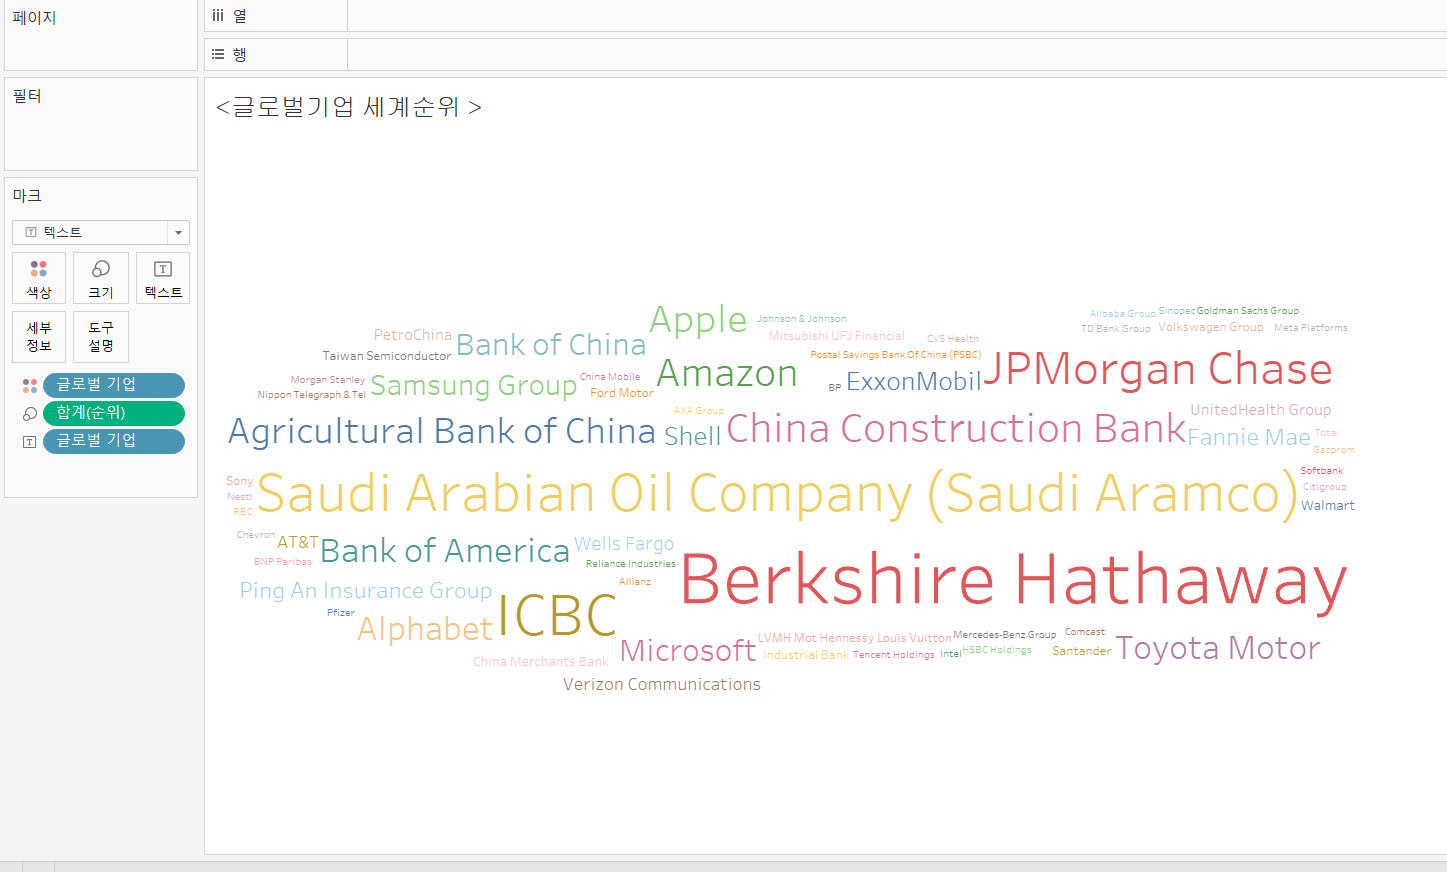 페이지
열
행
필터
<글로벌기업 세계순위 >
마크
텍스트
색상
크기
텍스트
세부
정보
도구
설명
글로벌 기업
합계(순위)
글로벌 기업
Apple
Johnson & Johnson
Alibaba Group
Sinopec
Goldman Sachs Group
PetroChina
Bank of China
Mitsubishi UFJ Financial
CVS Health
TD Bank Group
Volkswagen Group
Meta Platforms
Taiwan Semiconductor
Postal Savings Bank Of China (PSBC)
JPMorgan Chase
Morgan Stanley
Samsung Group
China Mobile
Amazon
BP
ExxonMobil
Nippon Telegraph & Tel
Ford Motor
AXA Group
UnitedHealth Group
Agricultural Bank of China
Shell
China Construction Bank
Fannie Mae
Total
Gazprom
Sony
Nestl
RBC
Saudi Arabian Oil Company (Saudi Aramco)
Softbank
Citigroup
Walmart
Chevron
AT&T
Bank of America
Wells Fargo
BNP Paribas
Reliance Industries
Allianz
Berkshire Hathaway
Ping An Insurance Group
ICBC
Pfizer
Alphabet
Microsoft
LVMH Mot Hennessy Louis Vuitton
Mercedes-Benz Group
Comcast
Toyota Motor
China Merchants Bank
Industrial Bank
Tencent Holdings
Intel
HSBC Holdings
Santander
Verizon Communications